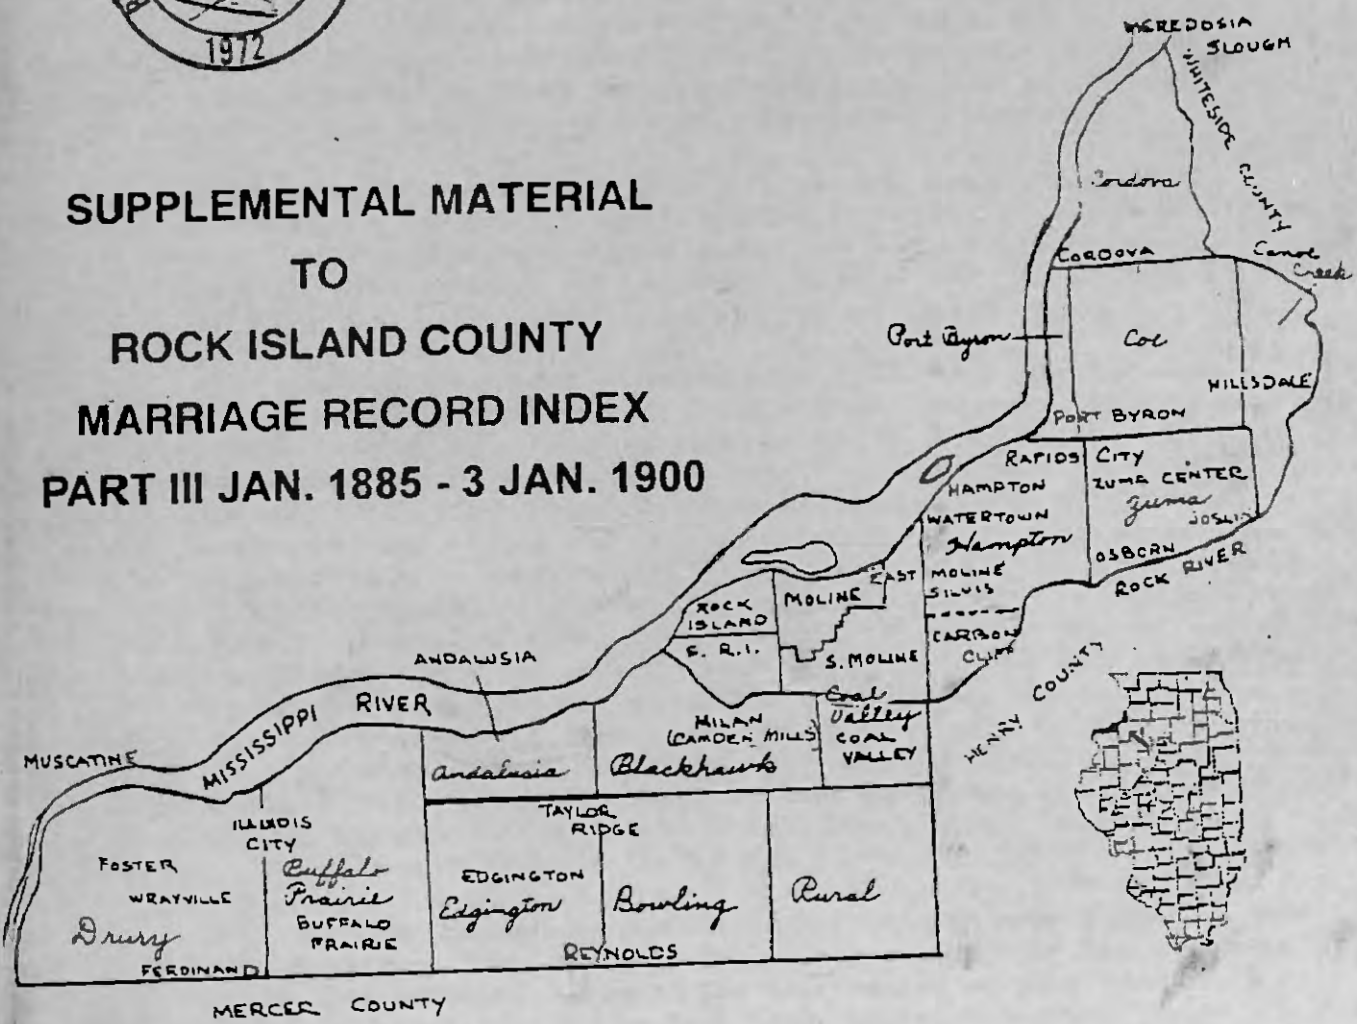 1972
SUPPLEMENTAL MATERIAL
TO
ROCK ISLAND COUNTY
MARRIAGE RECORD INDEX
PART III JAN. 1885 - 3 JAN. 1900
MEREDOSIA
SLOUGH
WHITESIDE COUNTY
Cordova
CORDOVA
Canoe
Creek
Port Byron
Coe
HILLSDALE
PORT BYRON
RAPIDS CITY
HAMPTON
ZUMA CENTER
Zuma
JOSLIN
WATERTOWN
Hampton
OSBORN
ROCK RIVER
EAST MOLINE
SILVIS
CARBON
CLIFF
ROCK
ISLAND
MOLINE
S. R.I.
S. MOLINE
HENRY COUNTY
ANDALUSIA
MISSISSIPPI RIVER
MUSCATINE
Andalusia
MILAN
(CAMDEN MILLS)
Blackhawk
Coal
Valley
COAL
VALLEY
ILLINOIS
CITY
TAYLOR
RIDGE
FOSTER
WRAYVILLE
Drury
FERDINAND
Buffalo
Prairie
BUFFALO
PRAIRIE
EDGINGTON
Edgington
Bowling
Rural
REYNOLDS
MERCER COUNTY